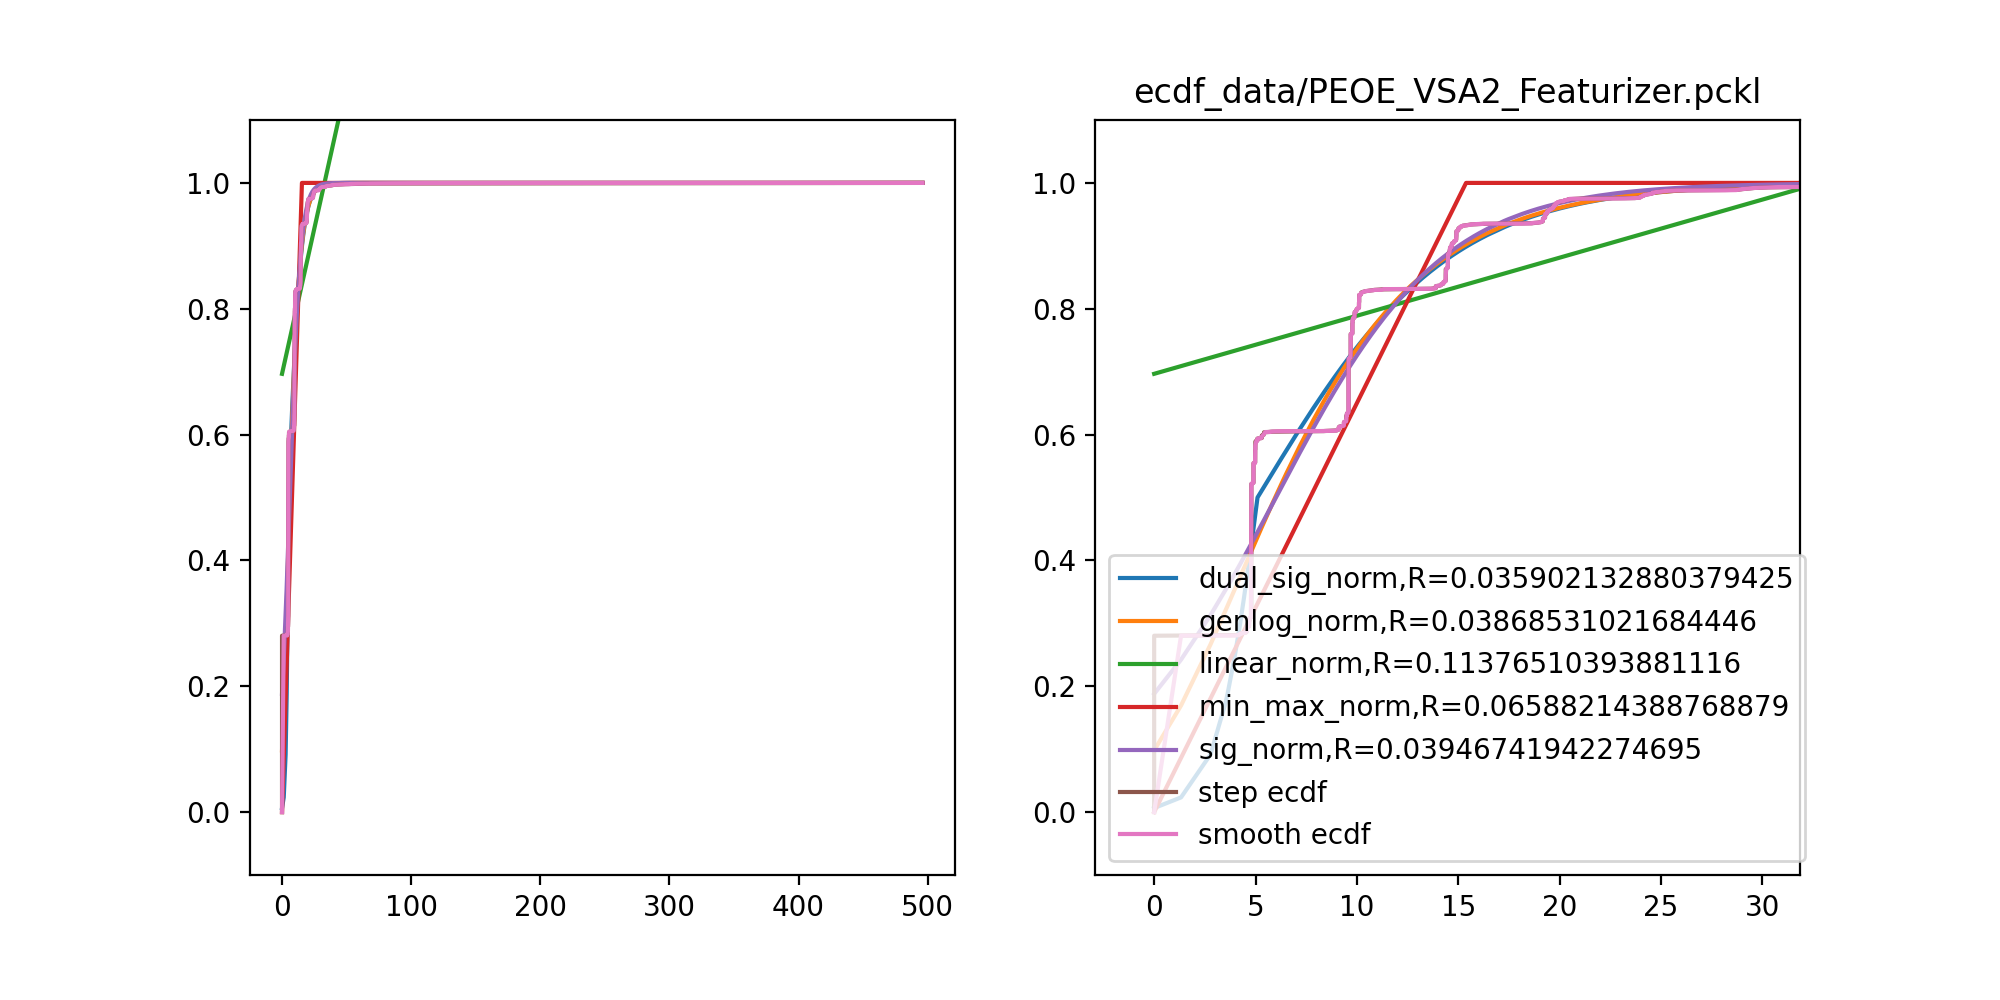 ecdf_data/PEOE_VSA2_Featurizer.pckl
1.0
0.8
0.6
0.4
0.2
0.0
0 100 200 300 400 500
1.0
0.8
0.6
0.4
0.2
0.0
0 5 10 15 20 25 30
dual_sig_norm,R=0.035902132880379425
genlog_norm,R=0.03868531021684446
linear_norm,R=0.11376510393881116
min_max_norm,R=0.06588214388768879
sig_norm,R=0.03946741942274695
step ecdf
smooth ecdf